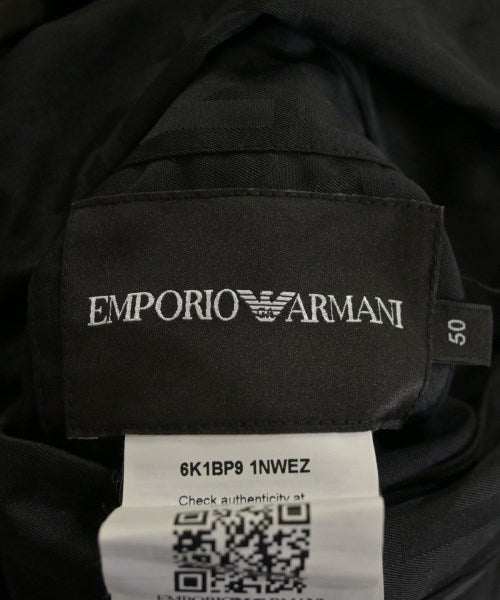 EMPORIO ARMANI
50
6K1BP9 1NWEZ
Check authenticity at